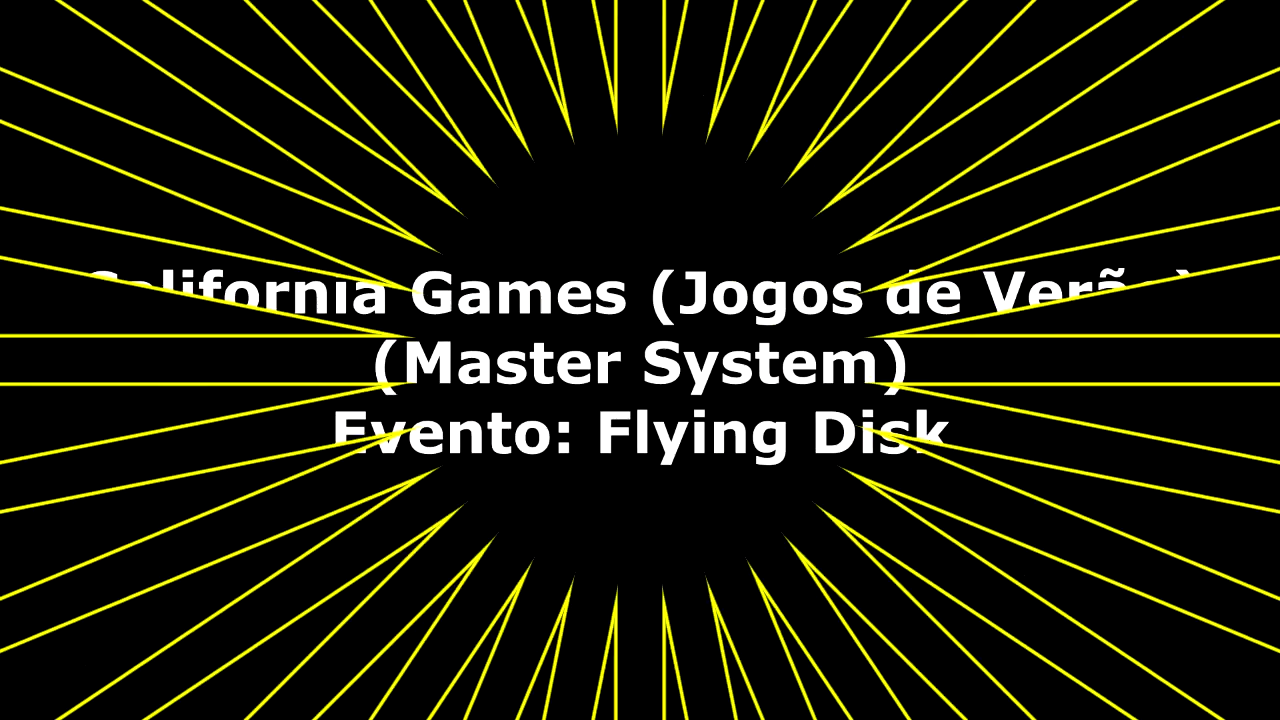 California Games (Jogos de Verão)
(Master System)
Evento: Flying Disk